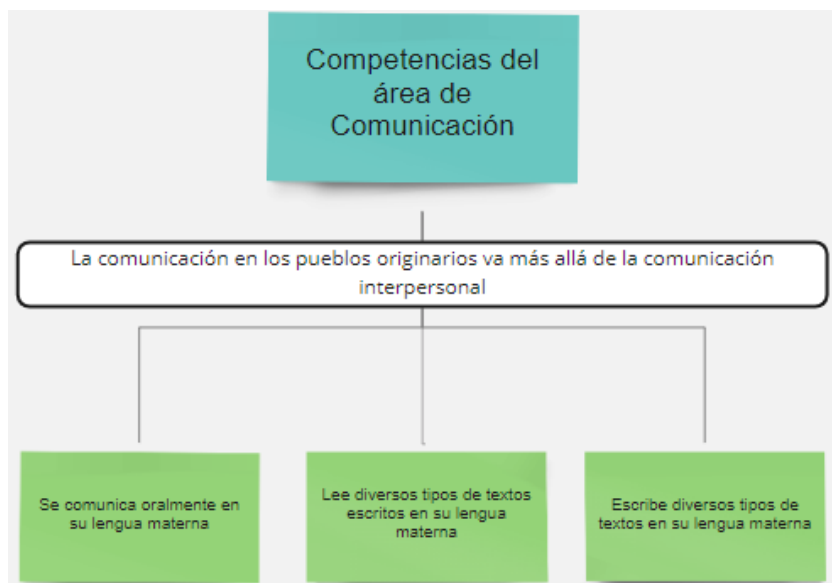 Competencias del
área de
Comunicación
La comunicación en los pueblos originarios va más allá de la comunicación
interpersonal
Se comunica oralmente en
su lengua materna
Lee diversos tipos de textos
escritos en su lengua
materna
Escribe diversos tipos de
textos en su lengua materna